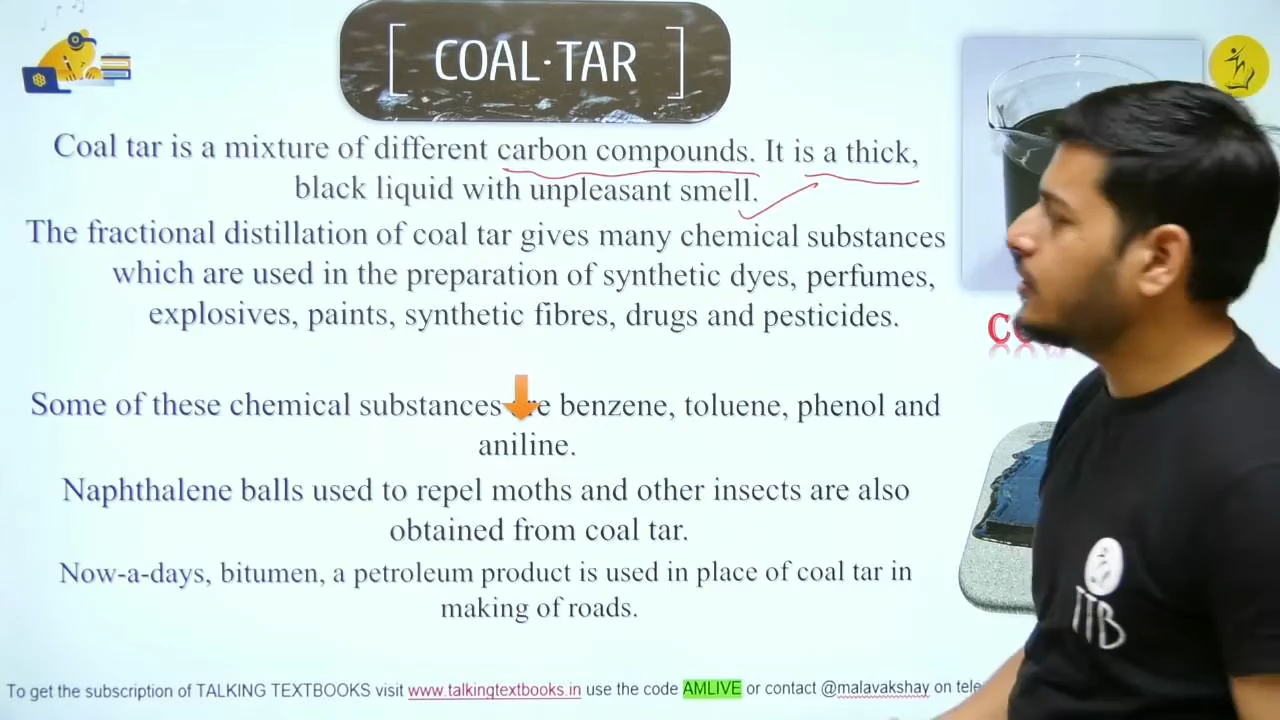 [ COAL·TAR ]
Coal tar is a mixture of different carbon compounds. It is a thick,
black liquid with unpleasant smell.
The fractional distillation of coal tar gives many chemical substances
which are used in the preparation of synthetic dyes, perfumes,
explosives, paints, synthetic fibres, drugs and pesticides.
Some of these chemical substances are benzene, toluene, phenol and
aniline.
Naphthalene balls used to repel moths and other insects are also
obtained from coal tar.
Now-a-days, bitumen, a petroleum product is used in place of coal tar in
making of roads.
TTB
To get the subscription of TALKING TEXTBOOKS visit www.talkingtextbooks.in use the code AMLIVE or contact @malavakshay on